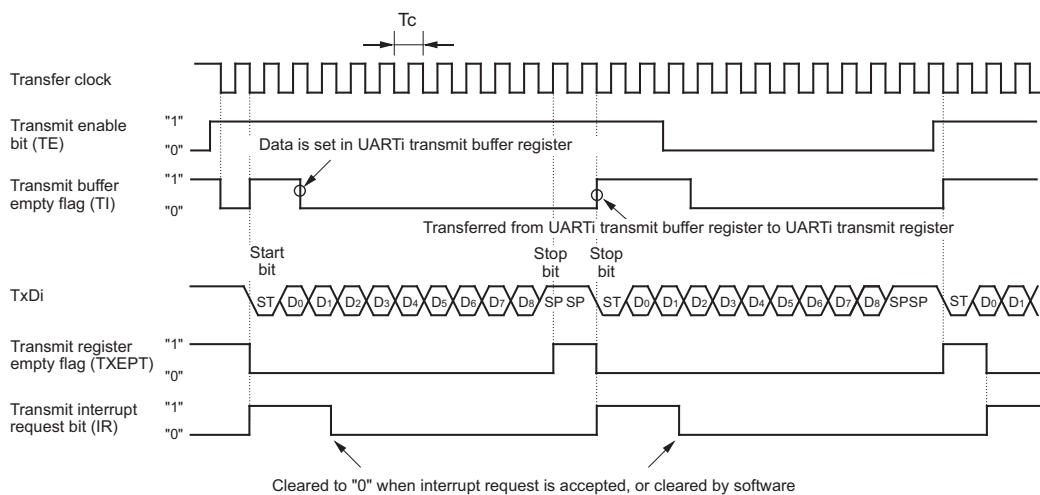 Tc
Transfer clock
Transmit enable
bit (TE)
"1"
"0"
Data is set in UARTi transmit buffer register
Transmit buffer
empty flag (TI)
"1"
"0"
Transferred from UARTi transmit buffer register to UARTi transmit register
Start
bit
Stop
bit
Stop
bit
TxDi
ST D0 D1 D2 D3 D4 D5 D6 D7 D8 SP SP ST D0 D1 D2 D3 D4 D5 D6 D7 D8 SPSP ST D0 D1
Transmit register
empty flag (TXEPT)
"1"
"0"
Transmit interrupt
request bit (IR)
"1"
"0"
Cleared to "0" when interrupt request is accepted, or cleared by software